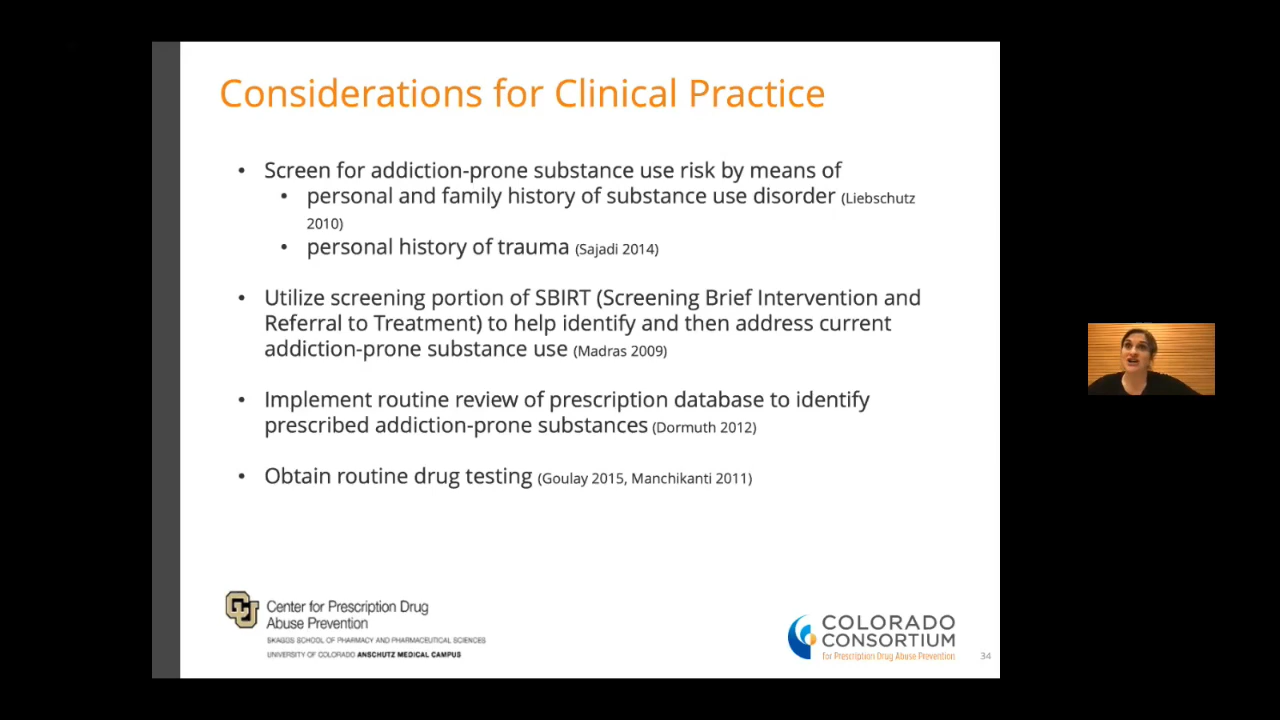 Considerations for Clinical Practice
• Screen for addiction-prone substance use risk by means of
• personal and family history of substance use disorder (Liebschutz
2010)
• personal history of trauma (Sajadi 2014)
• Utilize screening portion of SBIRT (Screening Brief Intervention and
Referral to Treatment) to help identify and then address current
addiction-prone substance use (Madras 2009)
• Implement routine review of prescription database to identify
prescribed addiction-prone substances (Dormuth 2012)
• Obtain routine drug testing (Goulay 2015, Manchikanti 2011)
CU
Center for Prescription Drug
Abuse Prevention
SKAGGS SCHOOL OF PHARMACY AND PHARMACEUTICAL SCIENCES
UNIVERSITY OF COLORADO ANSCHUTZ MEDICAL CAMPUS
COLORADO
CONSORTIUM
for Prescription Drug Abuse Prevention
34